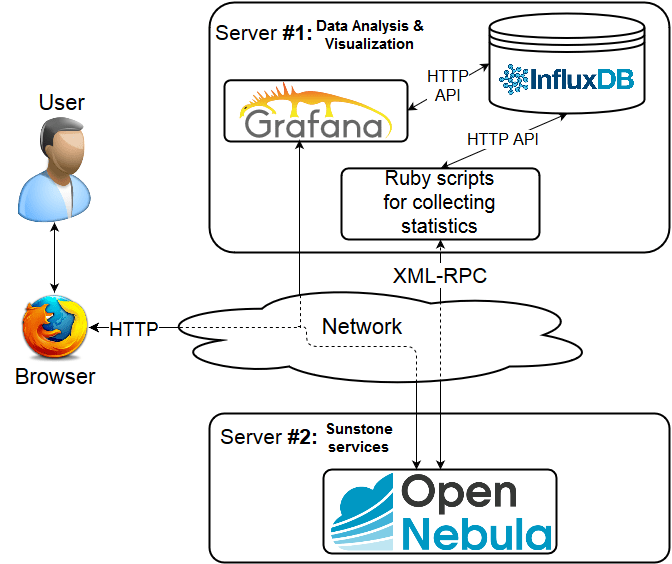 Server #1: Data Analysis &
Visualization
HTTP
API
InfluxDB
Grafana
HTTP API
User
Ruby scripts
for collecting
statistics
XML-RPC
HTTP
Network
Browser
Server #2: Sunstone
services
Open
Nebula